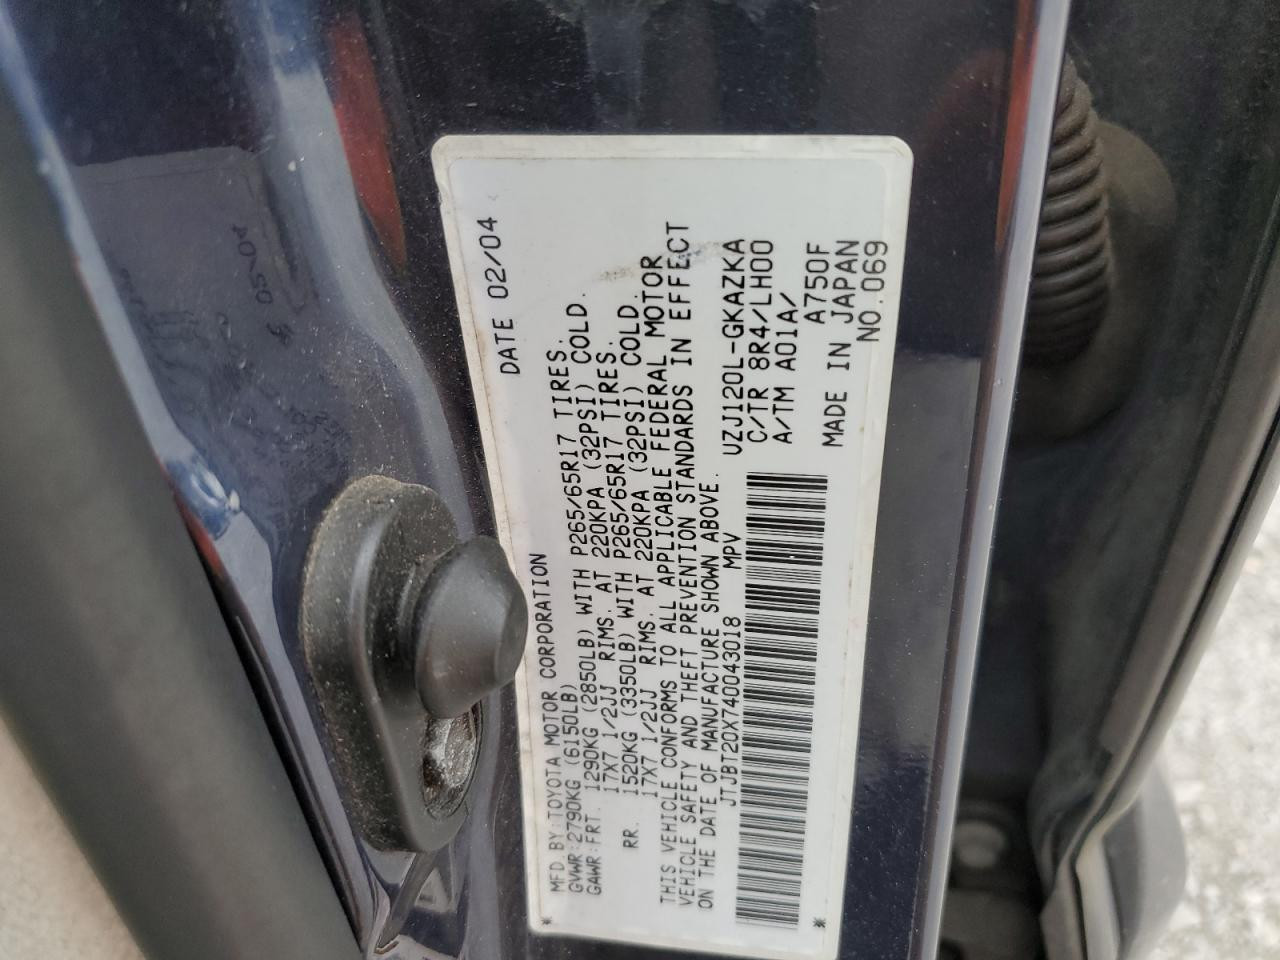 MFD BY:TOYOTA MOTOR CORPORATION DATE 02/04
GVWR:2790KG (6150LB)
GAWR:FRT. 1290KG (2850LB) WITH P265/65R17 TIRES.
17X7 1/2JJ RIMS. AT 220KPA (32PSI) COLD.
RR. 1520KG (3350LB) WITH P265/65R17 TIRES.
17X7 1/2JJ RIMS. AT 220KPA (32PSI) COLD.
THIS VEHICLE CONFORMS TO ALL APPLICABLE FEDERAL MOTOR
VEHICLE SAFETY AND THEFT PREVENTION STANDARDS IN EFFECT
ON THE DATE OF MANUFACTURE SHOWN ABOVE.
JTJBT20X740043018 MPV
UZJ120L-GKAZKA
C/TR 8R4/LH00
A/TM A01A/
A750F
MADE IN JAPAN
NO.069